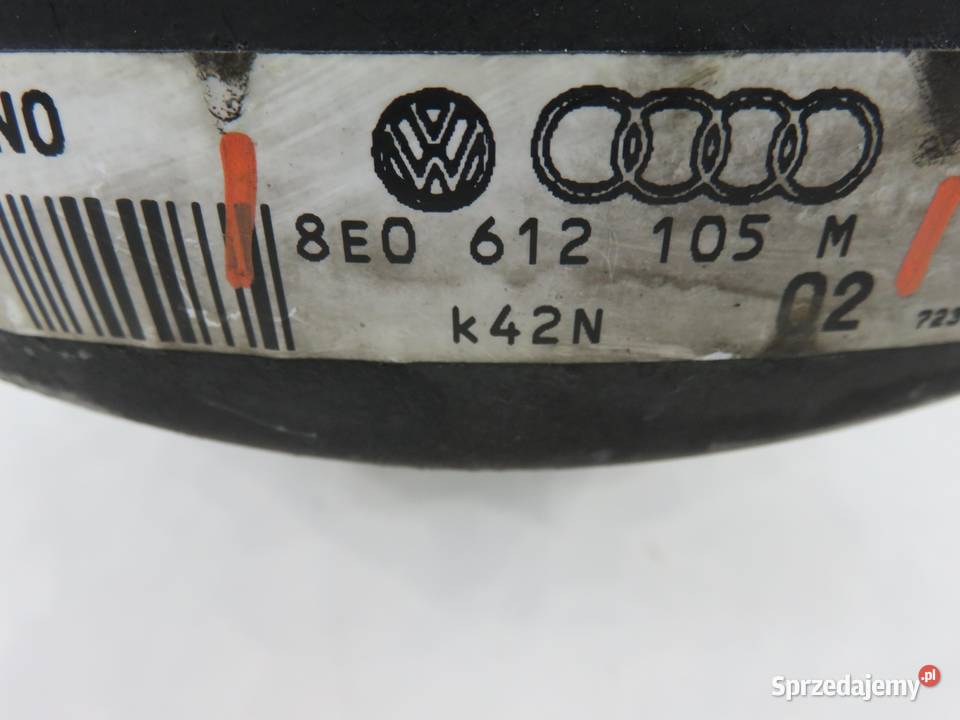 NO
8E0 612 105 M
k42N
02
723
Sprzedajemy.pl